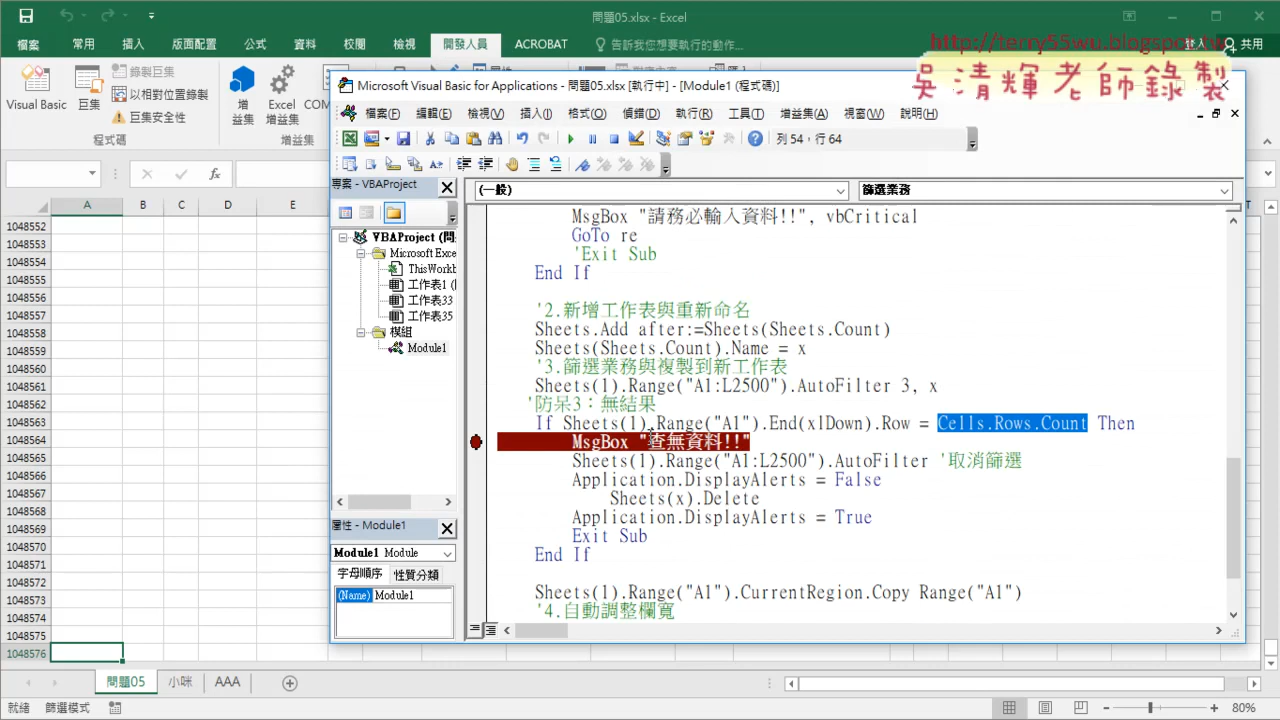 問題05.xlsx - Excel
http://terry55wu.blogspot.tw
吳清輝老師錄製
檔案 常用 插入 版面配置 公式 資料 校閱 檢視 開發人員 ACROBAT 告訴我您想要執行的動作... 登入 共用
Visual Basic 巨集 錄製巨集 以相對位置錄製 巨集安全性 增益集 Excel 增益集
程式碼 增益集
Microsoft Visual Basic for Applications - 問題05.xlsx [執行中] - [Module1 (程式碼)]
檔案(F) 編輯(E) 檢視(V) 插入(I) 格式(O) 偵錯(D) 執行(R) 工具(T) 增益集(A) 視窗(W) 說明(H)
列 54，行 64
專案 - VBAProject
(一般) 篩選業務
VBAProject (問
Microsoft Exce
ThisWorkb
工作表1 (
工作表33
工作表35
模組
Module1
屬性 - Module1
Module1 Module
字母順序 性質分類
(Name) Module1
MsgBox "請務必輸入資料!!", vbCritical
GoTo re
'Exit Sub
End If
'2.新增工作表與重新命名
Sheets.Add after:=Sheets(Sheets.Count)
Sheets(Sheets.Count).Name = x
'3.篩選業務與複製到新工作表
Sheets(1).Range("A1:L2500").AutoFilter 3, x
'防呆3：無結果
If Sheets(1).Range("A1").End(xlDown).Row = Cells.Rows.Count Then
MsgBox "查無資料!!"
Sheets(1).Range("A1:L2500").AutoFilter '取消篩選
Application.DisplayAlerts = False
Sheets(x).Delete
Application.DisplayAlerts = True
Exit Sub
End If
Sheets(1).Range("A1").CurrentRegion.Copy Range("A1")
'4.自動調整欄寬
A B C D E
1048552
1048553
1048554
1048555
1048556
1048557
1048558
1048559
1048560
1048561
1048562
1048563
1048564
1048565
1048566
1048567
1048568
1048569
1048570
1048571
1048572
1048573
1048574
1048575
1048576
問題05 小咪 AAA
就緒 篩選模式 80%